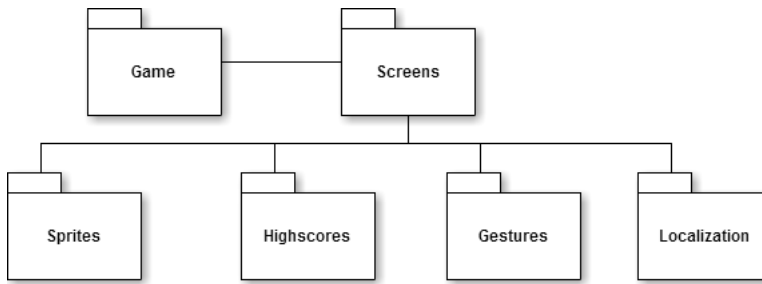 Game
Screens
Sprites
Highscores
Gestures
Localization